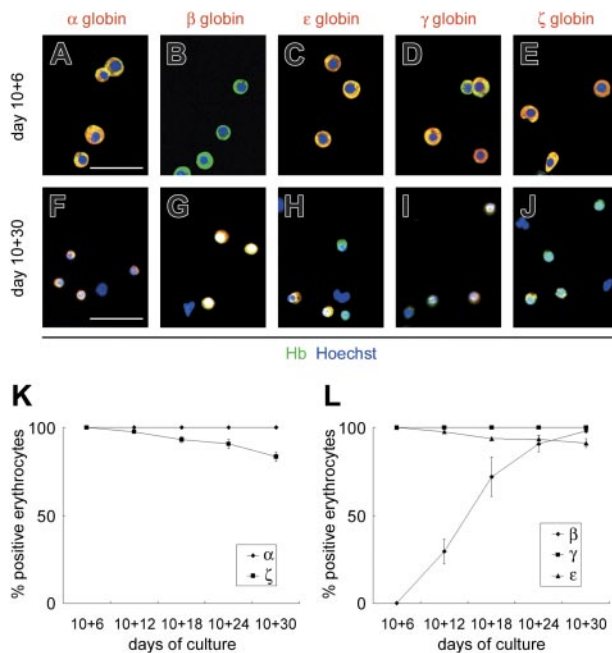 α globin β globin ε globin γ globin ζ globin
day 10+6
A B C D E
day 10+30
F G H I J
Hb Hoechst
K L
% positive erythrocytes
100
50
0
10+6 10+12 10+18 10+24 10+30
days of culture
α
ζ
% positive erythrocytes
100
50
0
10+6 10+12 10+18 10+24 10+30
days of culture
β
γ
ε